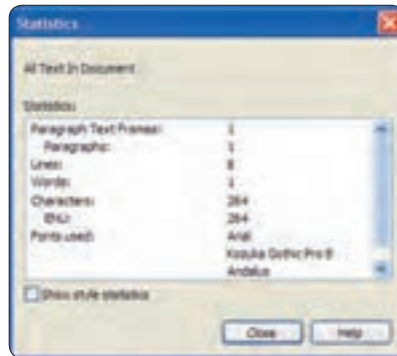 Statistics
All Text In Document
Statistics:
Paragraph Text Frames: 1
Paragraphs: 1
Lines: 8
Words: 1
Characters: 264
ENU: 264
Fonts used: Arial
Kozuka Gothic Pro B
Andalus
Show style statistics
Close Help